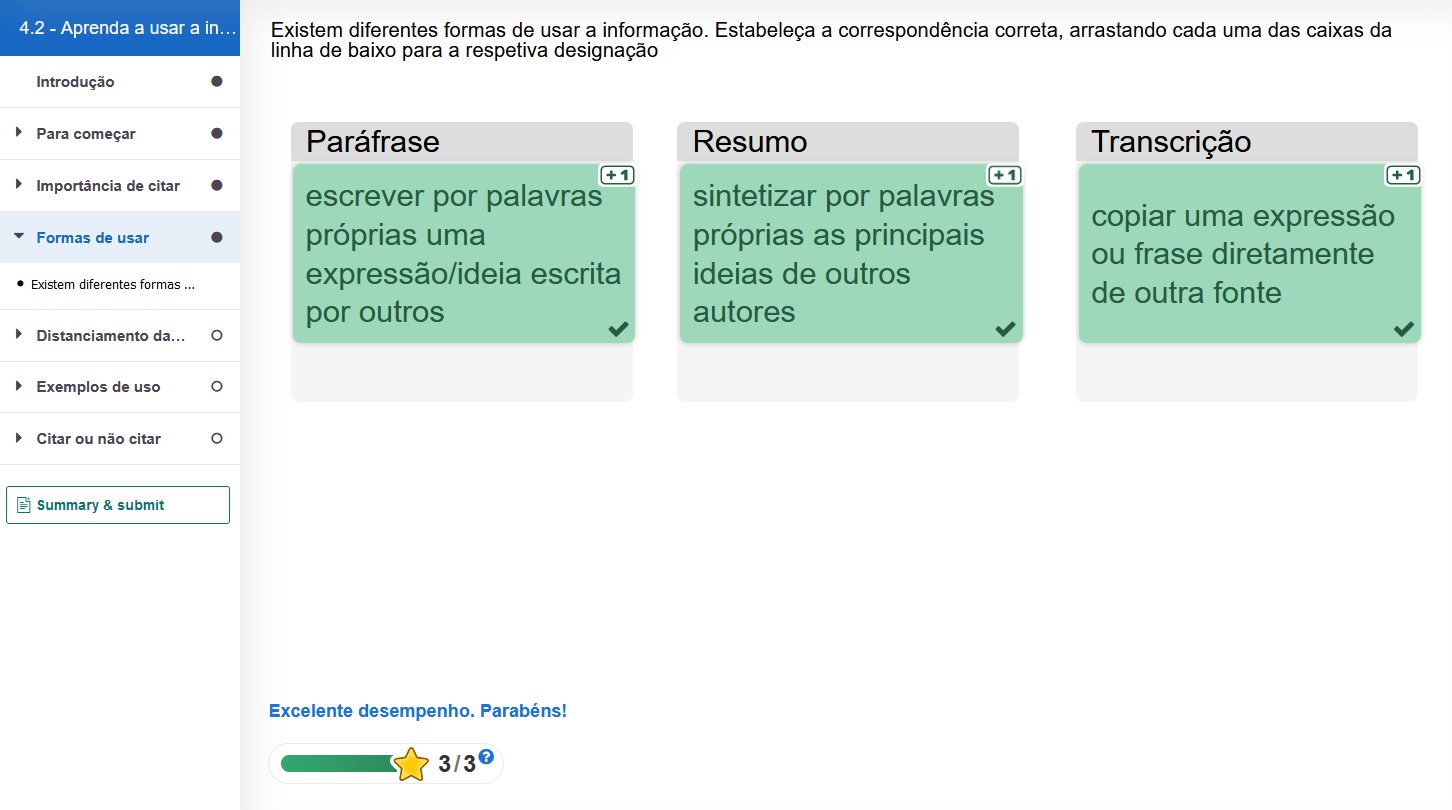 4.2 - Aprenda a usar a in...
Introdução
Para começar
Importância de citar
Formas de usar
Existem diferentes formas ...
Distanciamento da...
Exemplos de uso
Citar ou não citar
Summary & submit
Existem diferentes formas de usar a informação. Estabeleça a correspondência correta, arrastando cada uma das caixas da
linha de baixo para a respetiva designação
Paráfrase
+1
escrever por palavras
próprias uma
expressão/ideia escrita
por outros
Resumo
+1
sintetizar por palavras
próprias as principais
ideias de outros
autores
Transcrição
+1
copiar uma expressão
ou frase diretamente
de outra fonte
Excelente desempenho. Parabéns!
3/3 ?